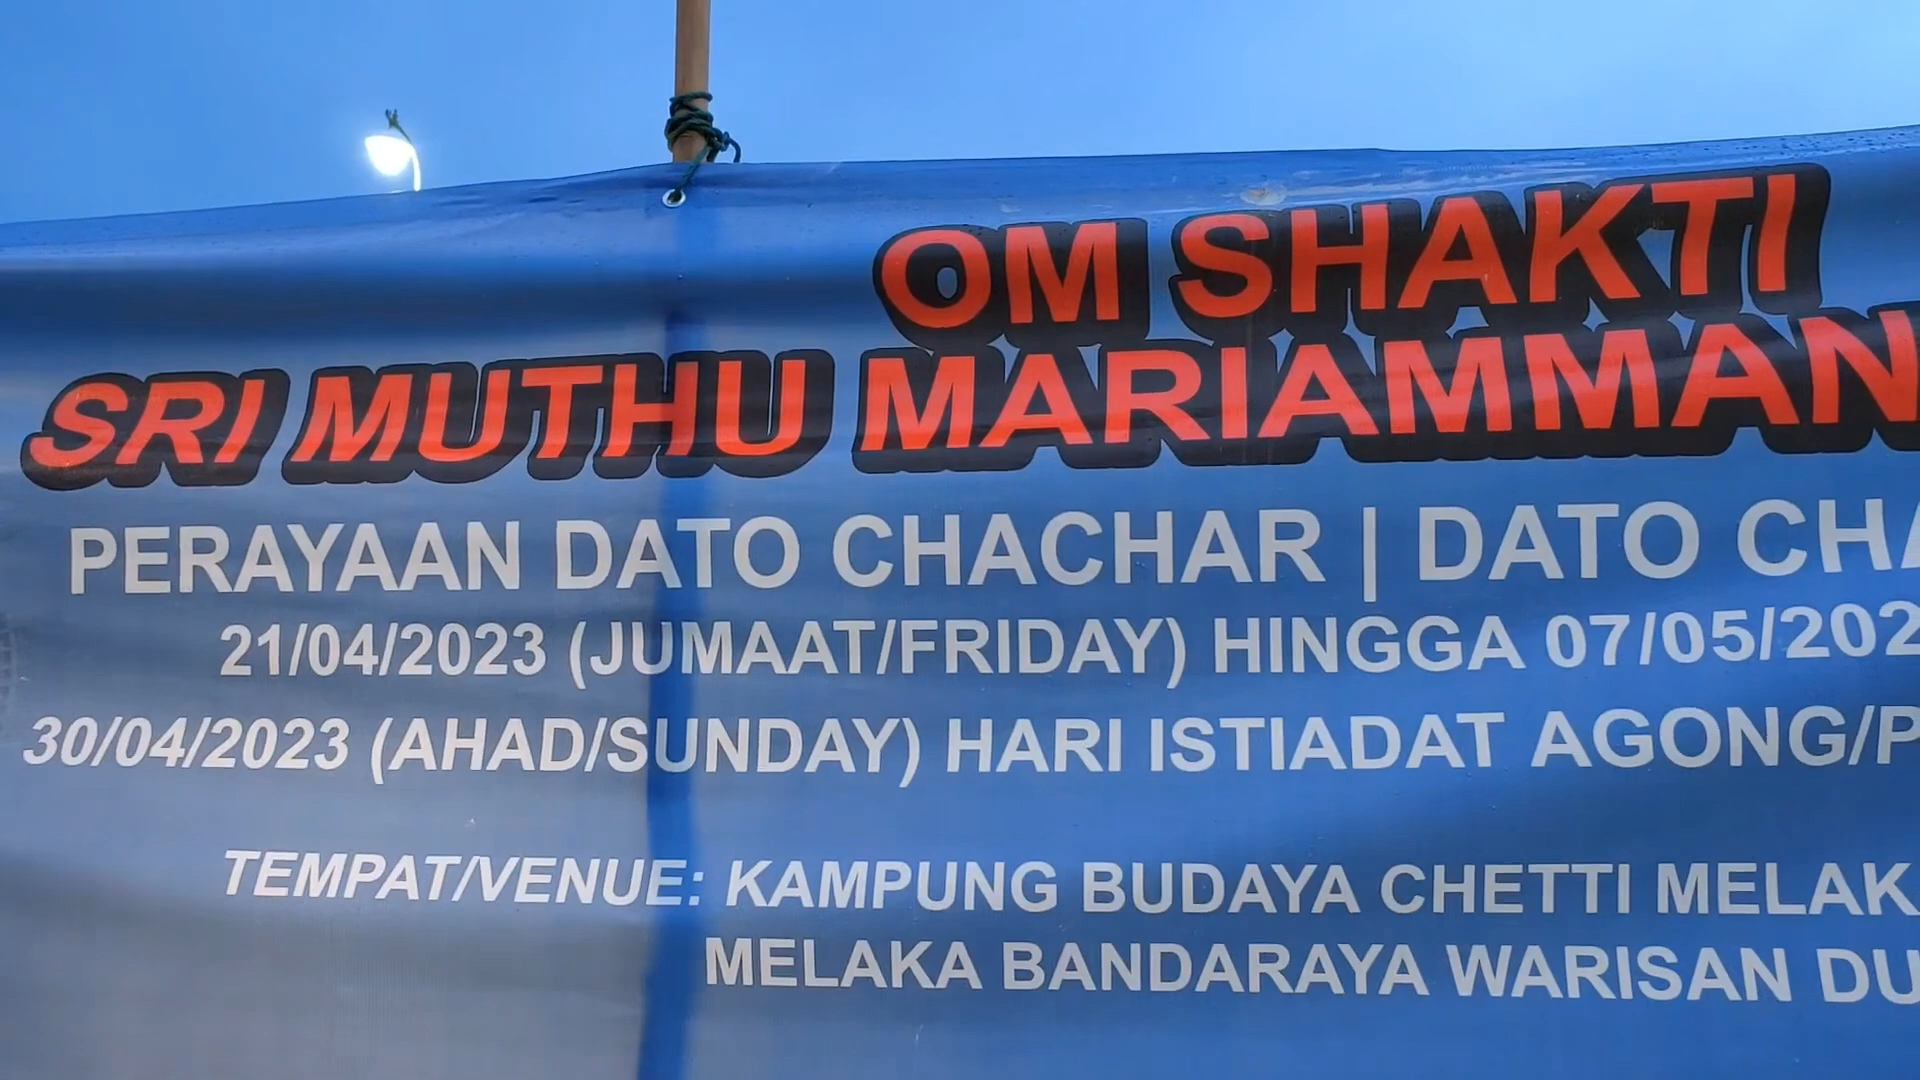 OM SHAKTI
SRI MUTHU MARIAMMAN
PERAYAAN DATO CHACHAR | DATO
21/04/2023 (JUMAAT/FRIDAY) HINGGA
30/04/2023 (AHAD/SUNDAY) HARI ISTIADAT AGONG/
TEMPAT/VENUE: KAMPUNG BUDAYA CHETTI
MELAKA BANDARAYA WARISAN